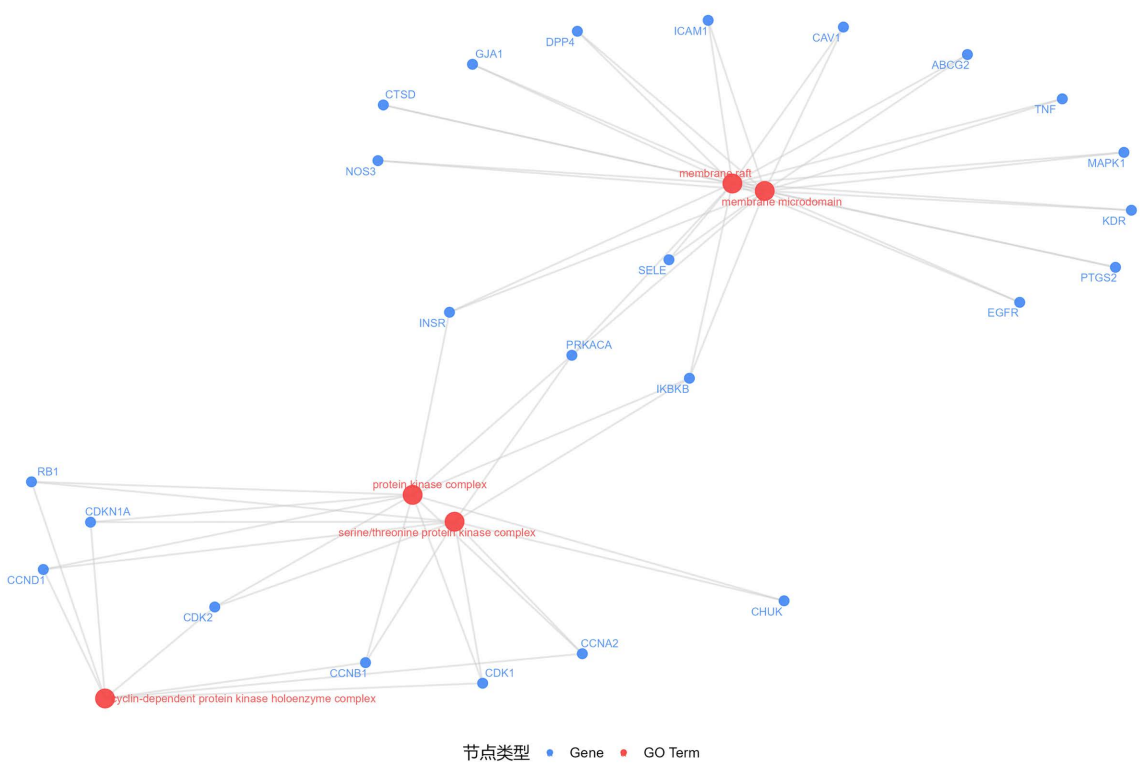 ICAM1
CAV1
DPP4
GJA1
ABCG2
CTSD
TNF
MAPK1
NOS3
membrane raft
membrane microdomain
KDR
SELE
PTGS2
EGFR
INSR
PRKACA
IKBKB
RB1
protein kinase complex
CDKN1A
serine/threonine protein kinase complex
CCND1
CDK2
CHUK
CCNA2
CCNB1
CDK1
cyclin-dependent protein kinase holoenzyme complex
节点类型 Gene GO Term